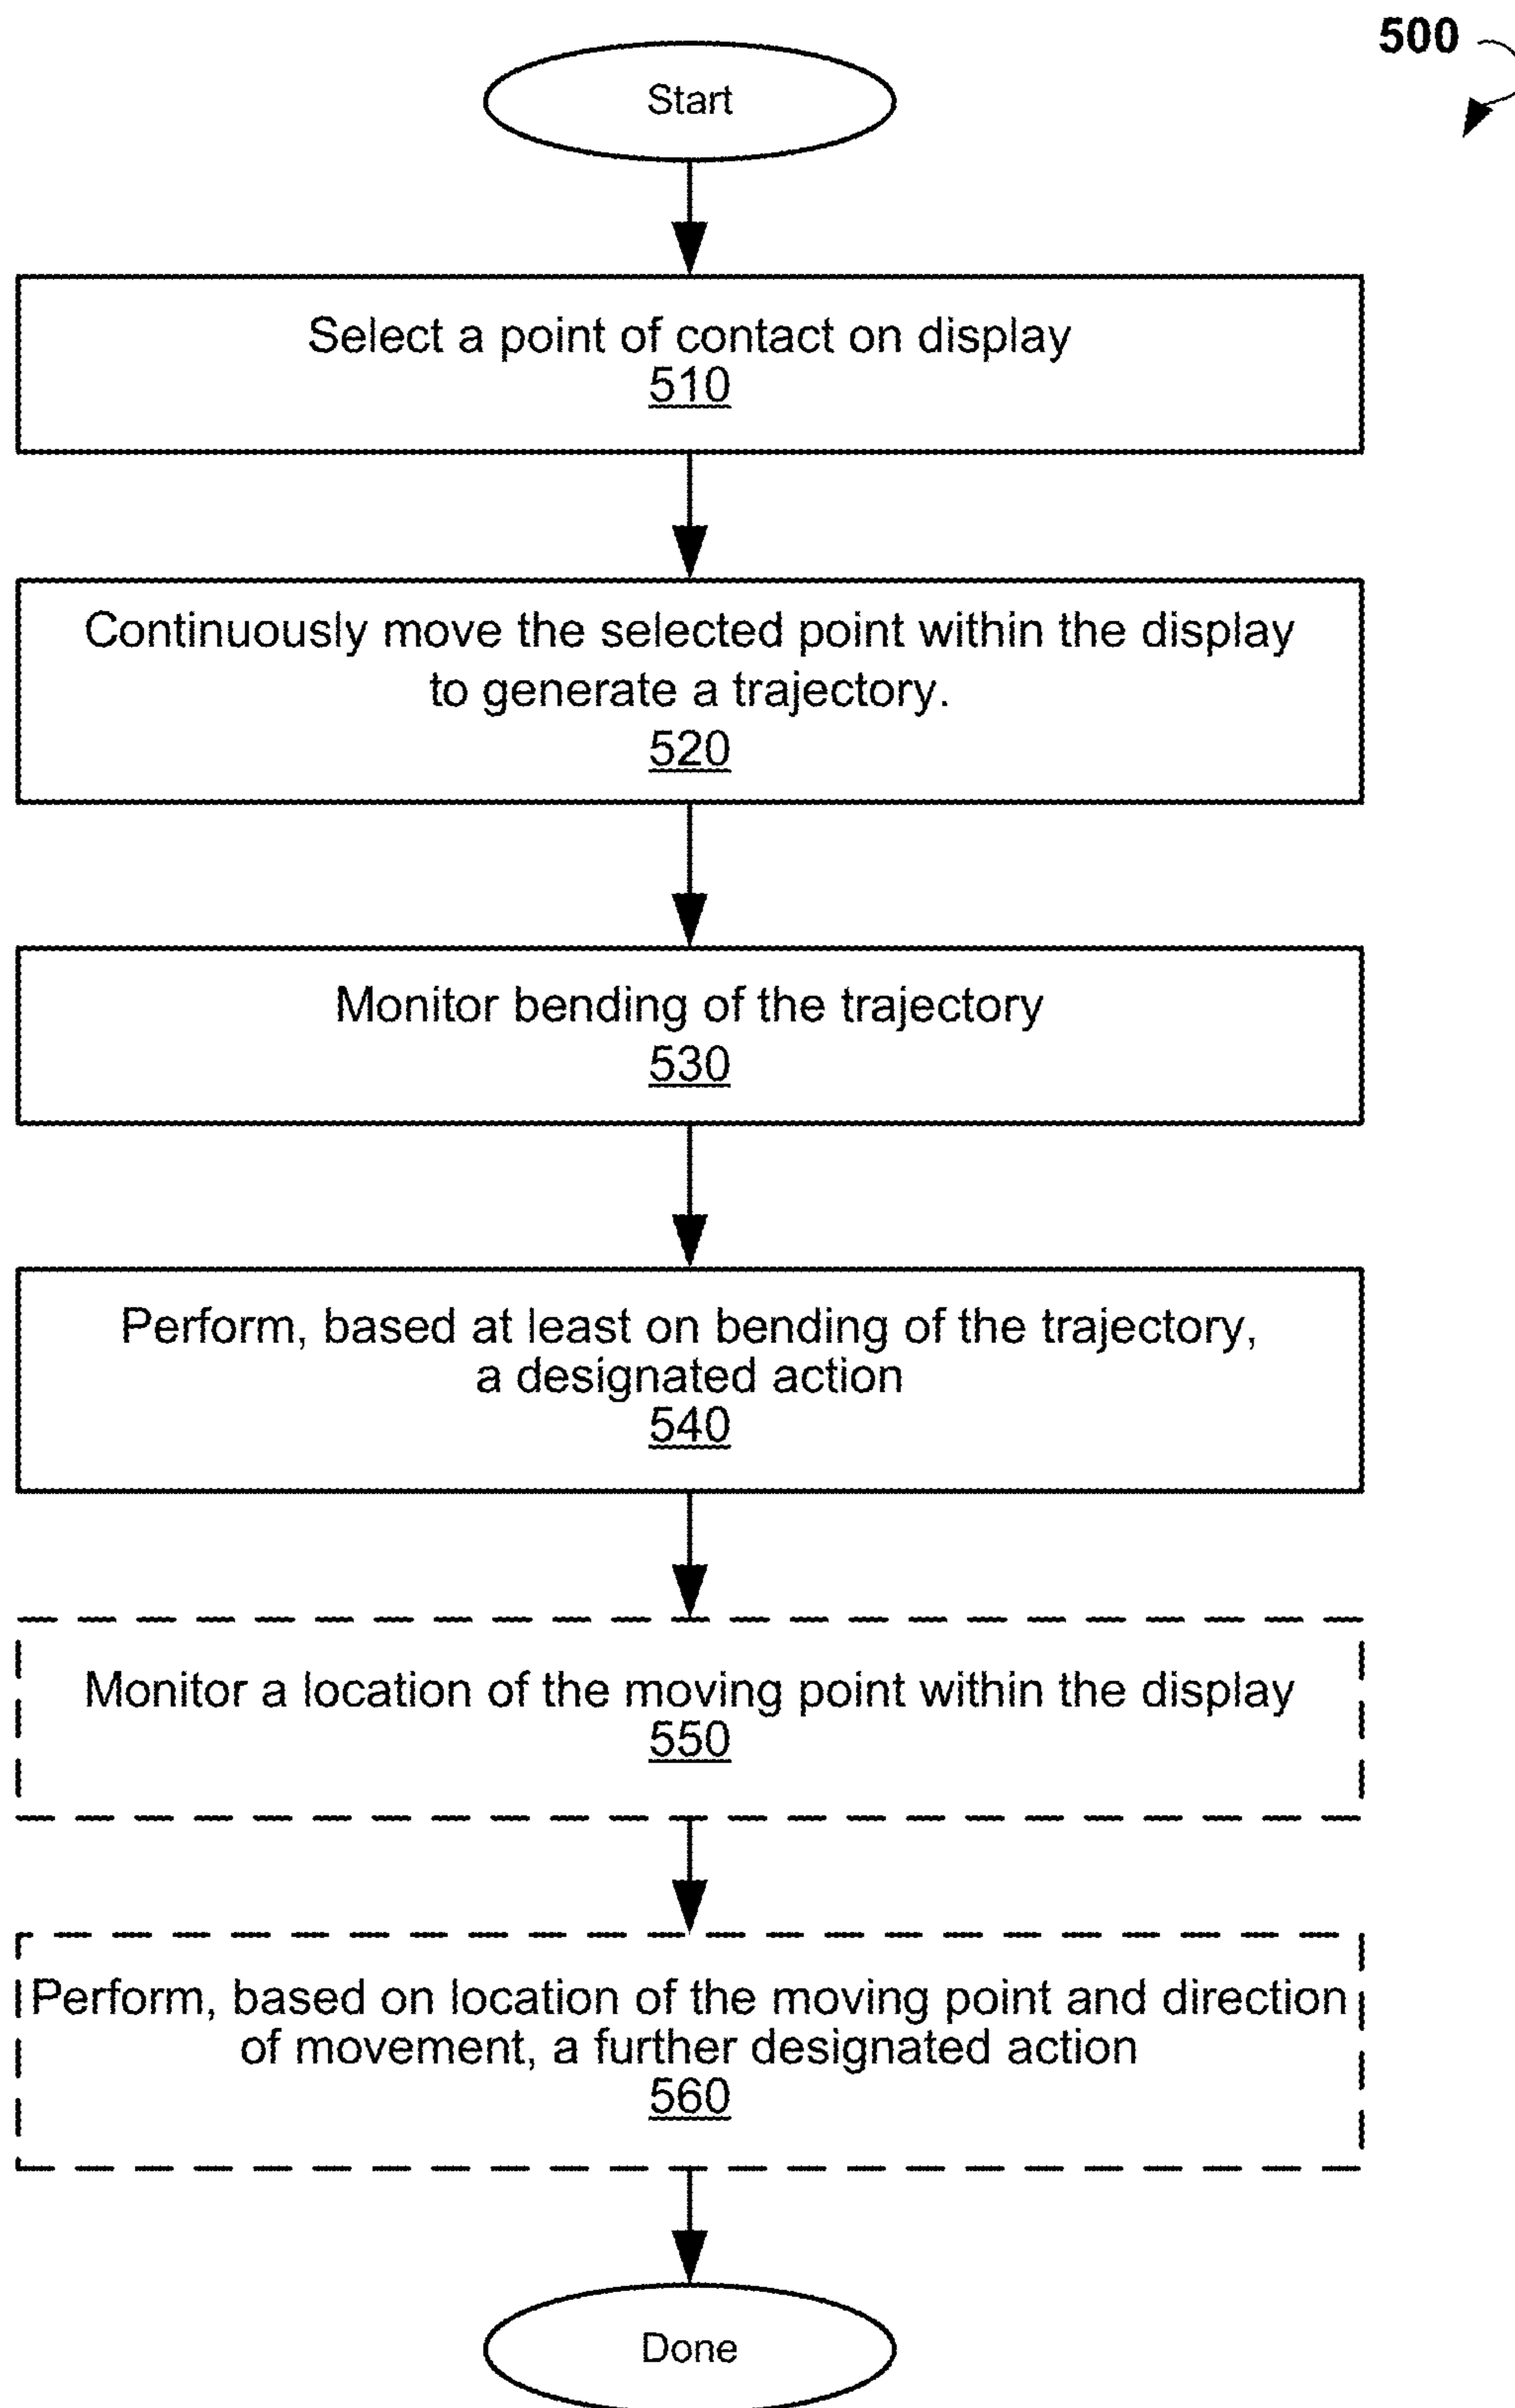 500
Start
Select a point of contact on display
510
Continuously move the selected point within the display
to generate a trajectory.
520
Monitor bending of the trajectory
530
Perform, based at least on bending of the trajectory,
a designated action
540
Monitor a location of the moving point within the display
550
Perform, based on location of the moving point and direction
of movement, a further designated action
560
Done